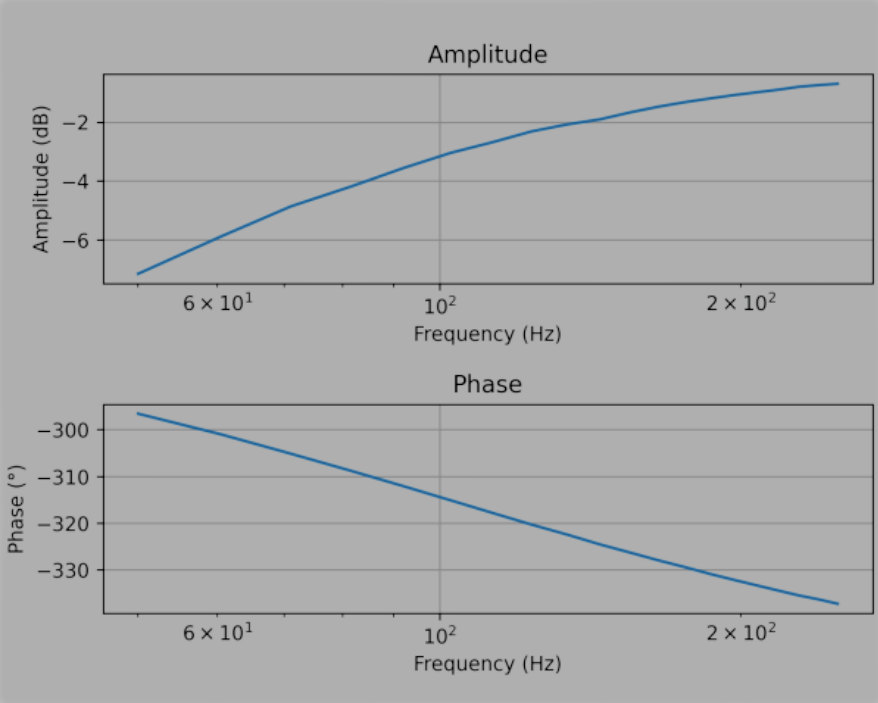 Amplitude
Amplitude (dB)
−2
−4
−6
6 × 10¹
10²
2 × 10²
Frequency (Hz)
Phase
Phase (°)
−300
−310
−320
−330
6 × 10¹
10²
2 × 10²
Frequency (Hz)